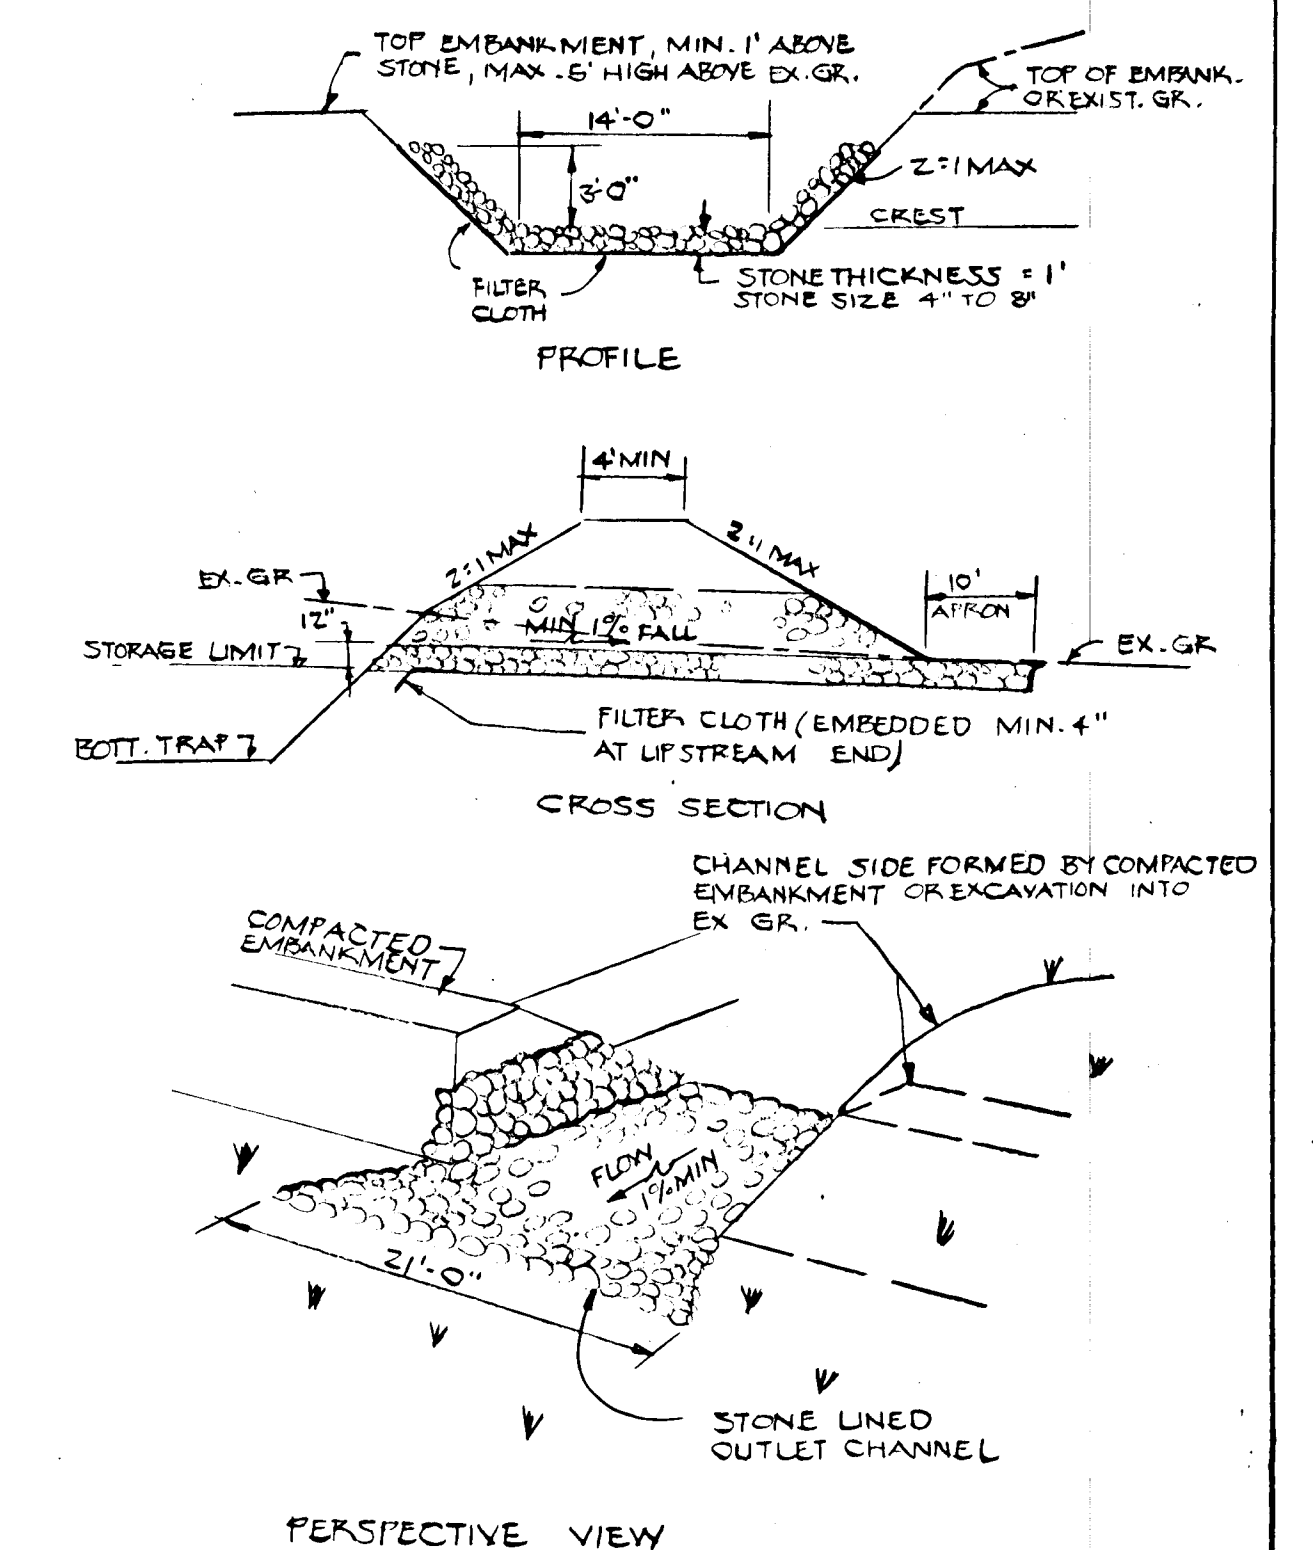 TOP EMBANKMENT, MIN. 1' ABOVE
STONE, MAX. 5' HIGH ABOVE EX. GR.
TOP OF EMBANK.
OR EXIST. GR.
14'-0"
2:1 MAX
3'-0"
CREST
FILTER
CLOTH
STONE THICKNESS = 1'
STONE SIZE 4" TO 8"
PROFILE
4' MIN
2:1 MAX
2:1 MAX
EX. GR
10'
APRON
12"
MIN 1% FALL
STORAGE LIMIT
EX. GR
FILTER CLOTH (EMBEDDED MIN. 4"
AT UPSTREAM END)
BOTT. TRAP
CROSS SECTION
CHANNEL SIDE FORMED BY COMPACTED
EMBANKMENT OR EXCAVATION INTO
EX GR.
COMPACTED
EMBANKMENT
FLOW
1% MIN
21'-0"
STONE LINED
OUTLET CHANNEL
PERSPECTIVE VIEW